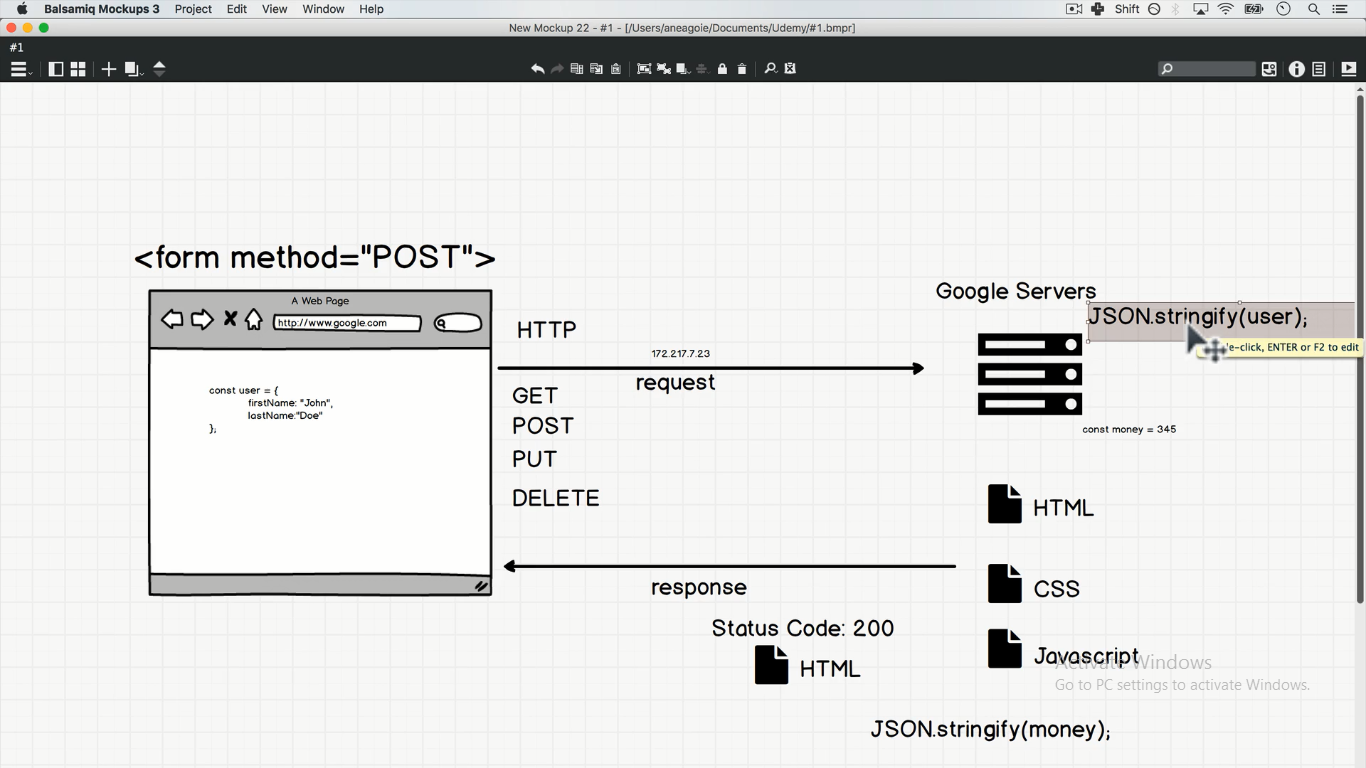 Balsamiq Mockups 3 Project Edit View Window Help Shift
New Mockup 22 - #1 - [/Users/aneagoie/Documents/Udemy/#1.bmpr]
#1
<form method="POST">
A Web Page
http://www.google.com
const user = {
firstName: "John",
lastName:"Doe"
};
HTTP
172.217.7.23
request
GET
POST
PUT
DELETE
Google Servers
JSON.stringify(user);
e-click, ENTER or F2 to edit
const money = 345
HTML
CSS
Javascript
response
Status Code: 200
HTML
Activate Windows
Go to PC settings to activate Windows.
JSON.stringify(money);